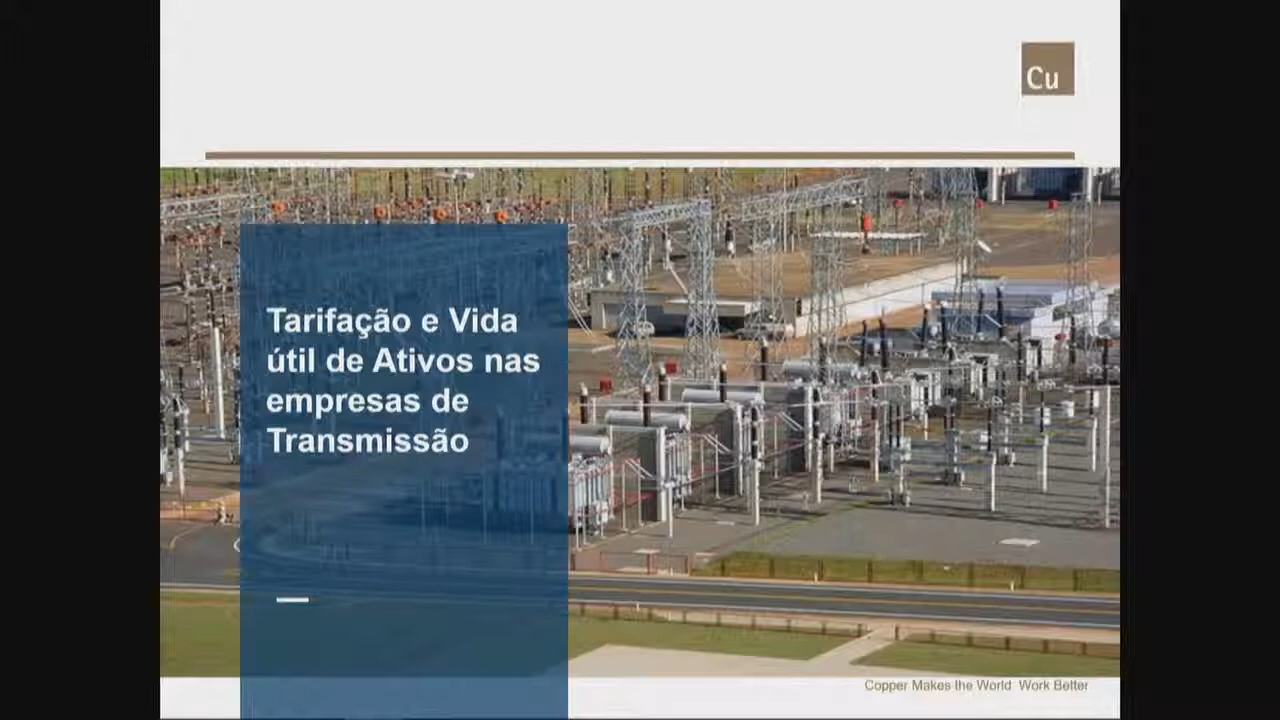 Cu
Tarifação e Vida
útil de Ativos nas
empresas de
Transmissão
Copper Makes the World Work Better